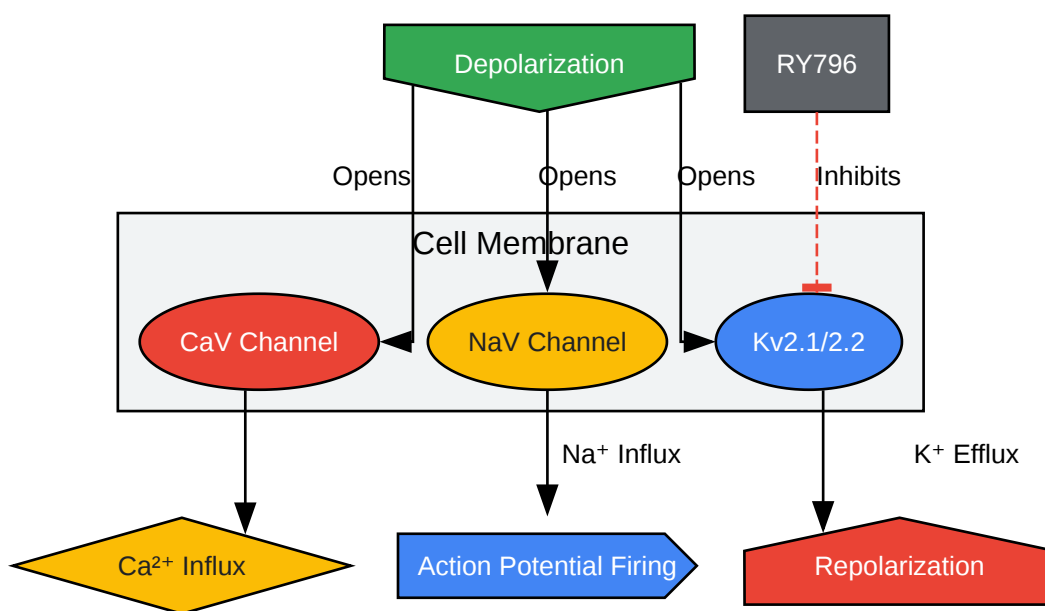 Depolarization
RY796
Opens
Opens
Opens
Inhibits
Cell Membrane
CaV Channel
NaV Channel
Kv2.1/2.2
Na⁺ Influx
K⁺ Efflux
Ca²⁺ Influx
Action Potential Firing
Repolarization